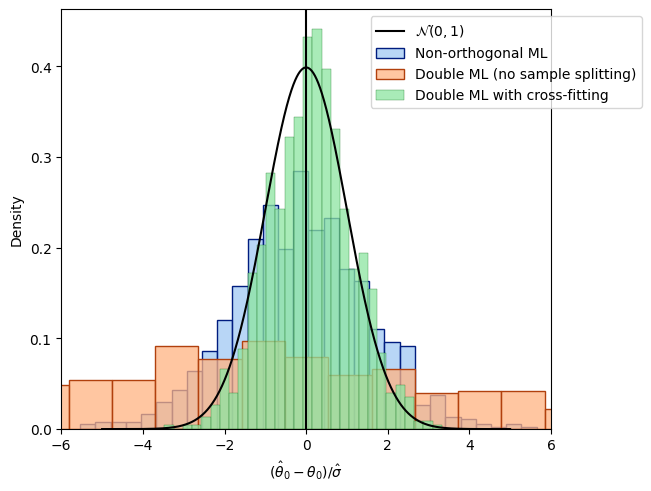 𝒩(0, 1)
Non-orthogonal ML
Double ML (no sample splitting)
Double ML with cross-fitting
0.4
0.3
0.2
0.1
0.0
Density
−6 −4 −2 0 2 4 6
(θ̂₀ − θ₀)/σ̂